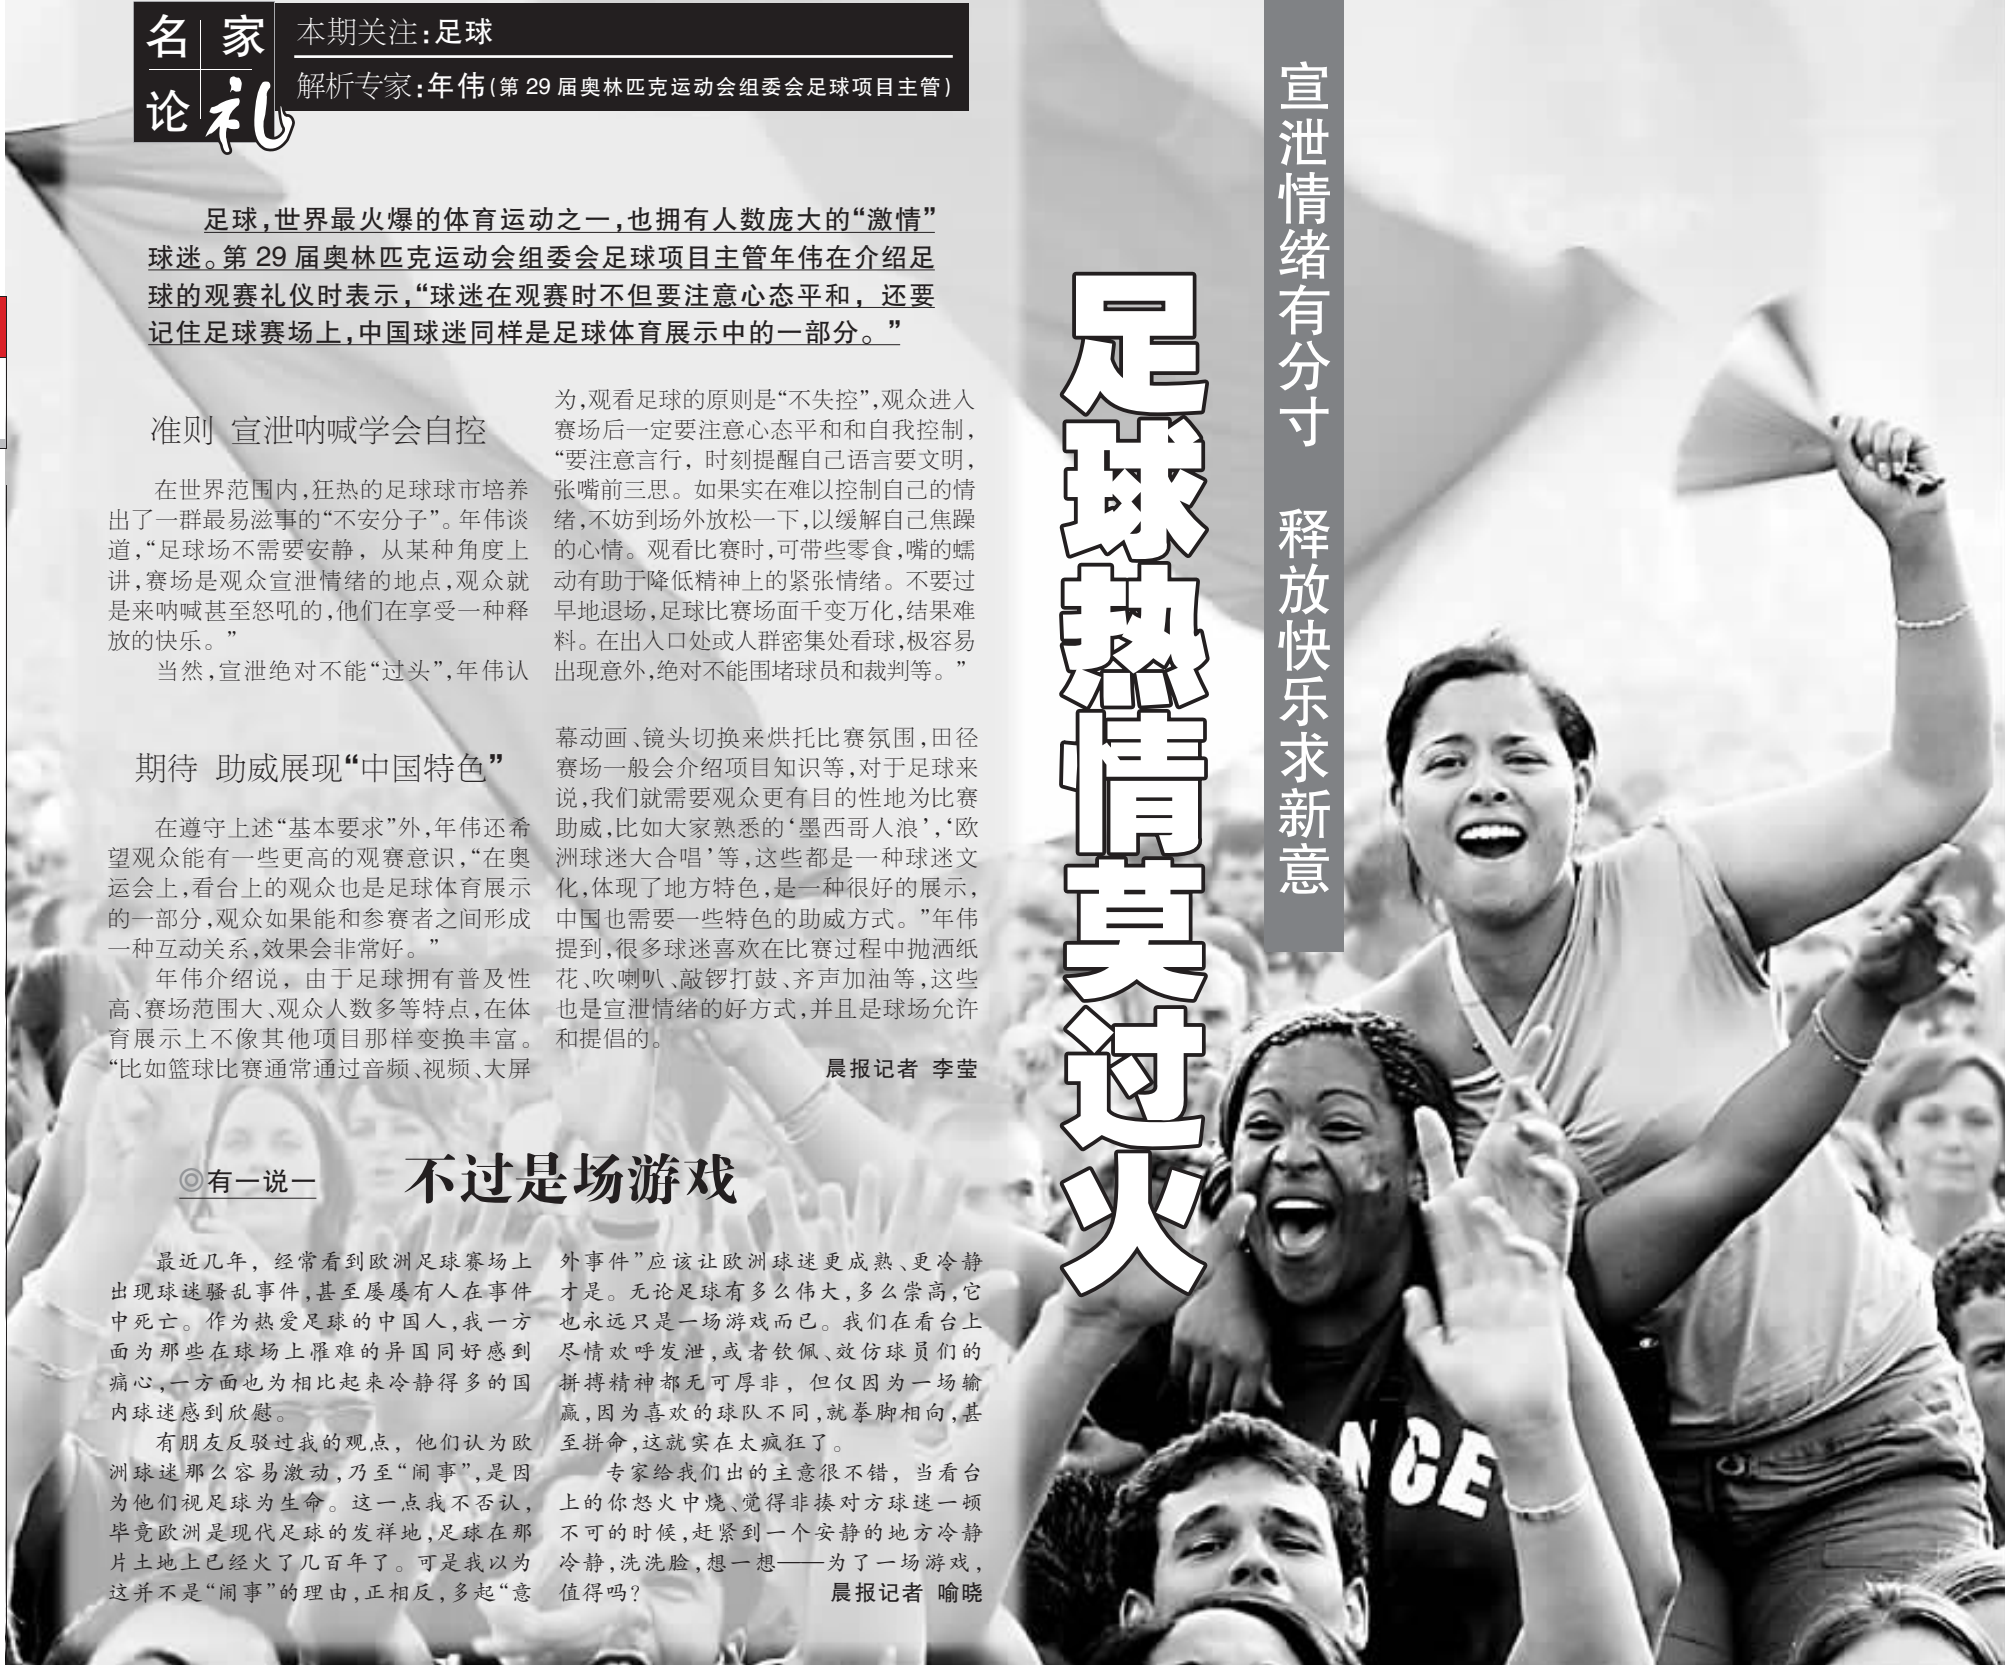 名家
论礼
本期关注:足球
解析专家:年伟(第 29 届奥林匹克运动会组委会足球项目主管)
宣泄情绪有分寸 释放快乐求新意
足球热情莫过火
足球,世界最火爆的体育运动之一,也拥有人数庞大的“激情”
球迷。第 29 届奥林匹克运动会组委会足球项目主管年伟在介绍足
球的观赛礼仪时表示,“球迷在观赛时不但要注意心态平和，还要
记住足球赛场上,中国球迷同样是足球体育展示中的一部分。”
准则 宣泄呐喊学会自控
在世界范围内,狂热的足球球市培养
出了一群最易滋事的“不安分子”。年伟谈
道,“足球场不需要安静，从某种角度上
讲,赛场是观众宣泄情绪的地点,观众就
是来呐喊甚至怒吼的,他们在享受一种释
放的快乐。”
当然,宣泄绝对不能“过头”,年伟认
为,观看足球的原则是“不失控”,观众进入
赛场后一定要注意心态平和和自我控制,
“要注意言行，时刻提醒自己语言要文明,
张嘴前三思。如果实在难以控制自己的情
绪,不妨到场外放松一下,以缓解自己焦躁
的心情。观看比赛时,可带些零食,嘴的蠕
动有助于降低精神上的紧张情绪。不要过
早地退场,足球比赛场面千变万化,结果难
料。在出入口处或人群密集处看球,极容易
出现意外,绝对不能围堵球员和裁判等。”
期待 助威展现“中国特色”
在遵守上述“基本要求”外,年伟还希
望观众能有一些更高的观赛意识,“在奥
运会上,看台上的观众也是足球体育展示
的一部分,观众如果能和参赛者之间形成
一种互动关系,效果会非常好。”
年伟介绍说，由于足球拥有普及性
高、赛场范围大、观众人数多等特点,在体
育展示上不像其他项目那样变换丰富。
“比如篮球比赛通常通过音频、视频、大屏
幕动画、镜头切换来烘托比赛氛围,田径
赛场一般会介绍项目知识等,对于足球来
说,我们就需要观众更有目的性地为比赛
助威,比如大家熟悉的‘墨西哥人浪’,‘欧
洲球迷大合唱’等,这些都是一种球迷文
化,体现了地方特色,是一种很好的展示,
中国也需要一些特色的助威方式。”年伟
提到,很多球迷喜欢在比赛过程中抛洒纸
花、吹喇叭、敲锣打鼓、齐声加油等,这些
也是宣泄情绪的好方式,并且是球场允许
和提倡的。
晨报记者 李莹
◎有一说一
不过是场游戏
最近几年，经常看到欧洲足球赛场上
出现球迷骚乱事件,甚至屡屡有人在事件
中死亡。作为热爱足球的中国人,我一方
面为那些在球场上罹难的异国同好感到
痛心,一方面也为相比起来冷静得多的国
内球迷感到欣慰。
有朋友反驳过我的观点，他们认为欧
洲球迷那么容易激动,乃至“闹事”,是因
为他们视足球为生命。这一点我不否认,
毕竟欧洲是现代足球的发祥地,足球在那
片土地上已经火了几百年了。可是我以为
这并不是“闹事”的理由,正相反,多起“意
外事件”应该让欧洲球迷更成熟、更冷静
才是。无论足球有多么伟大,多么崇高,它
也永远只是一场游戏而已。我们在看台上
尽情欢呼发泄,或者钦佩、效仿球员们的
拼搏精神都无可厚非，但仅因为一场输
赢,因为喜欢的球队不同,就拳脚相向,甚
至拼命,这就实在太疯狂了。
专家给我们出的主意很不错，当看台
上的你怒火中烧、觉得非揍对方球迷一顿
不可的时候,赶紧到一个安静的地方冷静
冷静,洗洗脸,想一想——为了一场游戏,
值得吗?
晨报记者 喻晓
NCE